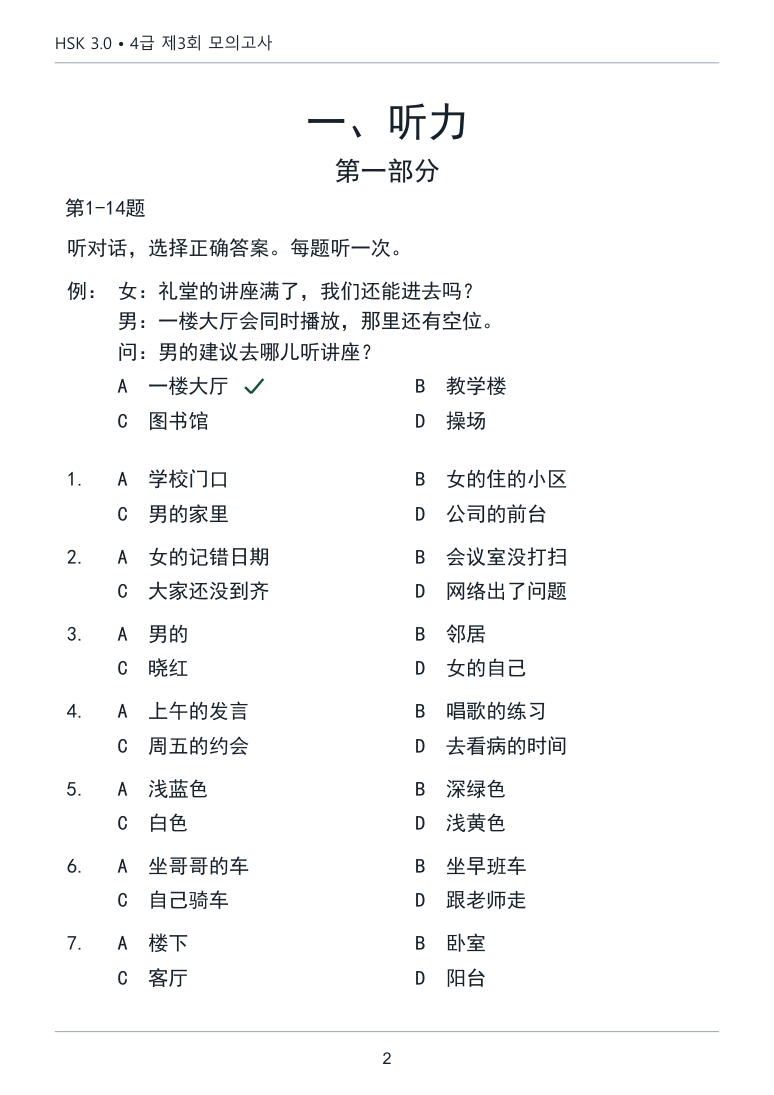 HSK 3.0 • 4급 제3회 모의고사
一、听力
第一部分
第1-14题
听对话，选择正确答案。每题听一次。
例： 女：礼堂的讲座满了，我们还能进去吗？
男：一楼大厅会同时播放，那里还有空位。
问：男的建议去哪儿听讲座？
A 一楼大厅 ✓ B 教学楼
C 图书馆 D 操场
1. A 学校门口 B 女的住的小区
C 男的家里 D 公司的前台
2. A 女的记错日期 B 会议室没打扫
C 大家还没到齐 D 网络出了问题
3. A 男的 B 邻居
C 晓红 D 女的自己
4. A 上午的发言 B 唱歌的练习
C 周五的约会 D 去看病的时间
5. A 浅蓝色 B 深绿色
C 白色 D 浅黄色
6. A 坐哥哥的车 B 坐早班车
C 自己骑车 D 跟老师走
7. A 楼下 B 卧室
C 客厅 D 阳台
2